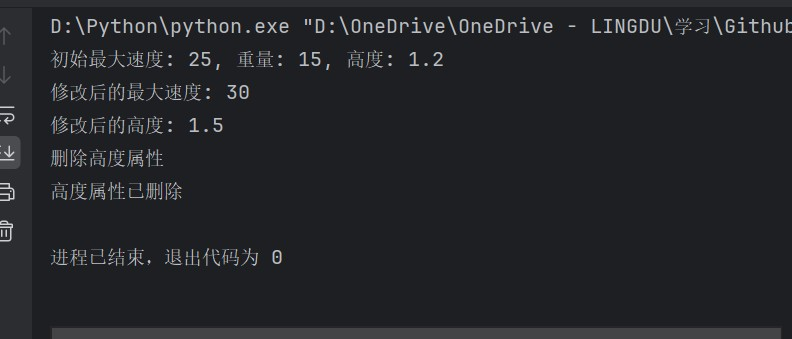 D:\Python\python.exe "D:\OneDrive\OneDrive - LINGDU\学习\Github
初始最大速度: 25, 重量: 15, 高度: 1.2
修改后的最大速度: 30
修改后的高度: 1.5
删除高度属性
高度属性已删除
进程已结束，退出代码为 0